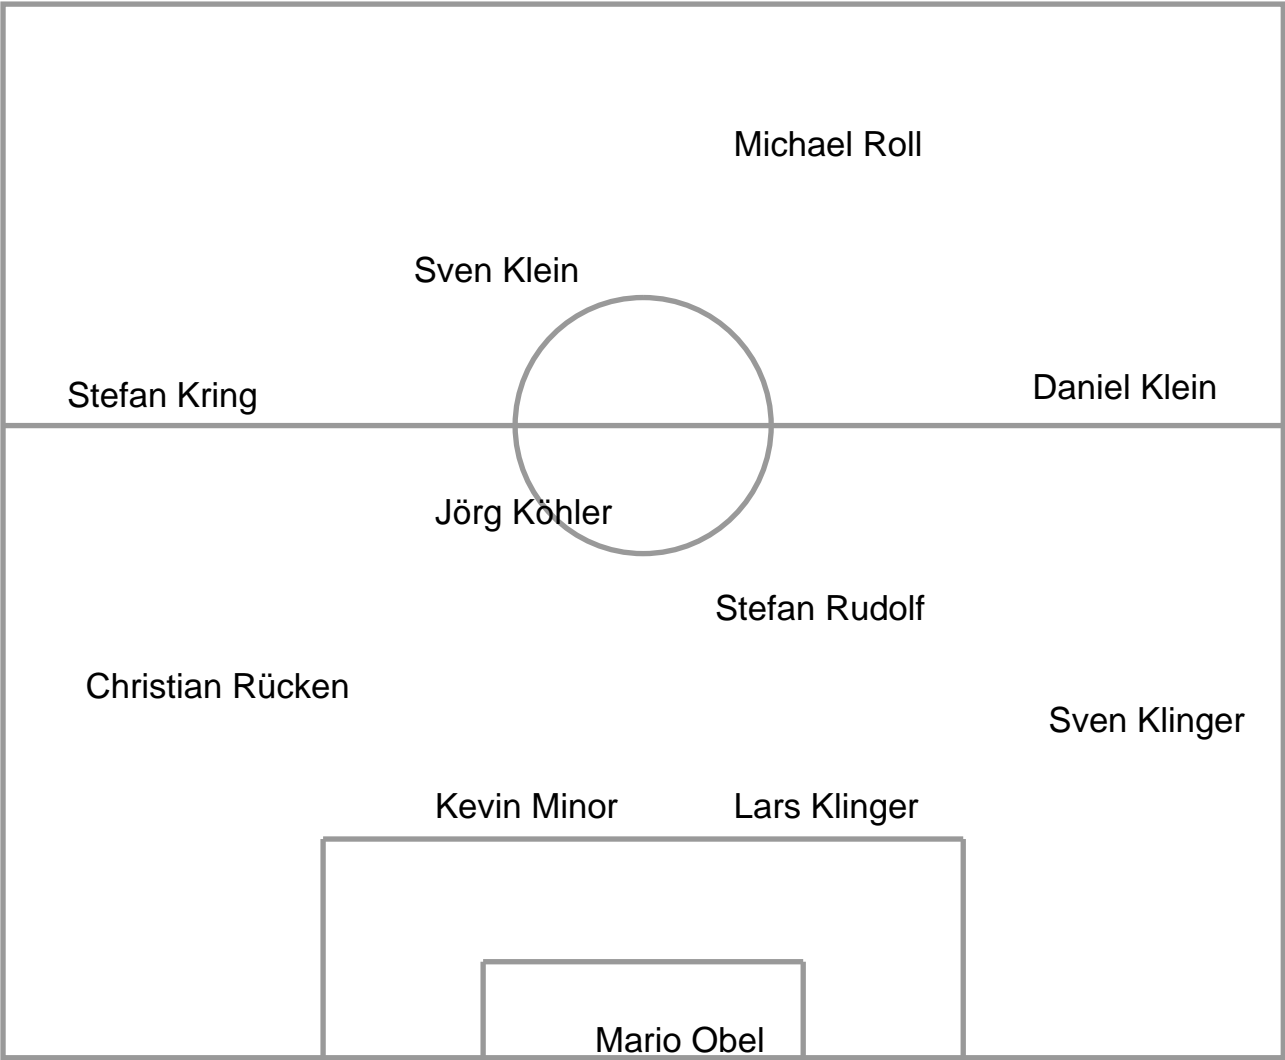 Michael Roll
Sven Klein
Daniel Klein
Stefan Kring
Jörg Köhler
Stefan Rudolf
Christian Rücken
Sven Klinger
Kevin Minor
Lars Klinger
Mario Obel